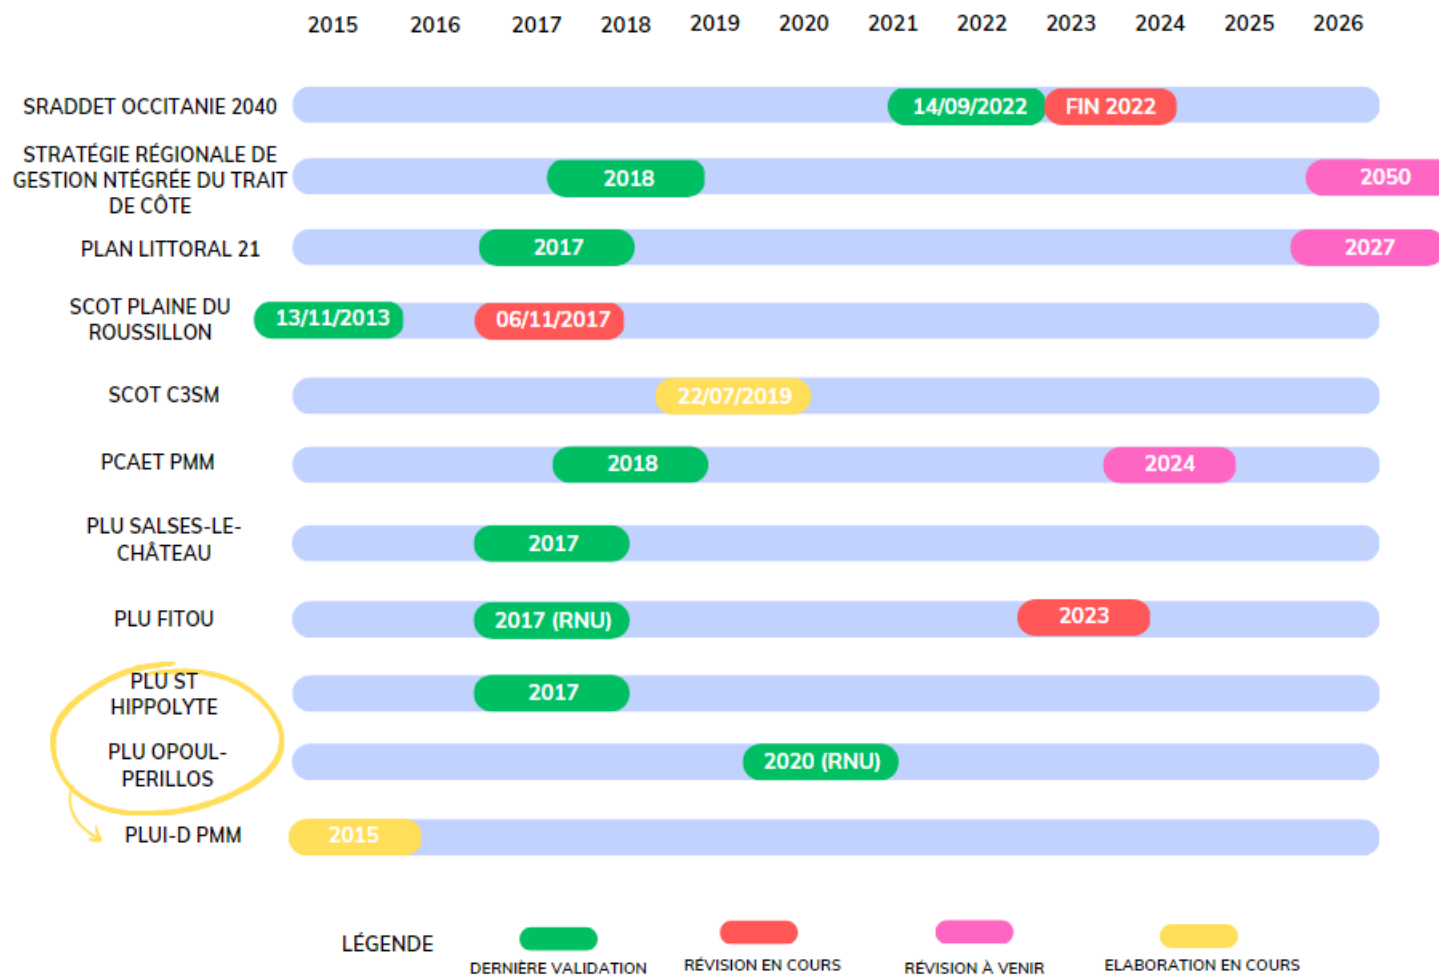 2015 2016 2017 2018 2019 2020 2021 2022 2023 2024 2025 2026
SRADDET OCCITANIE 2040 14/09/2022 FIN 2022
STRATÉGIE RÉGIONALE DE
GESTION NTÉGRÉE DU TRAIT
DE CÔTE
2018 2050
PLAN LITTORAL 21 2017 2027
SCOT PLAINE DU
ROUSSILLON
13/11/2013 06/11/2017
SCOT C3SM 22/07/2019
PCAET PMM 2018 2024
PLU SALSES-LE-
CHÂTEAU
2017
PLU FITOU 2017 (RNU) 2023
PLU ST
HIPPOLYTE
2017
PLU OPOUL-
PERILLOS
2020 (RNU)
PLUI-D PMM 2015
LÉGENDE
DERNIÈRE VALIDATION RÉVISION EN COURS RÉVISION À VENIR ELABORATION EN COURS